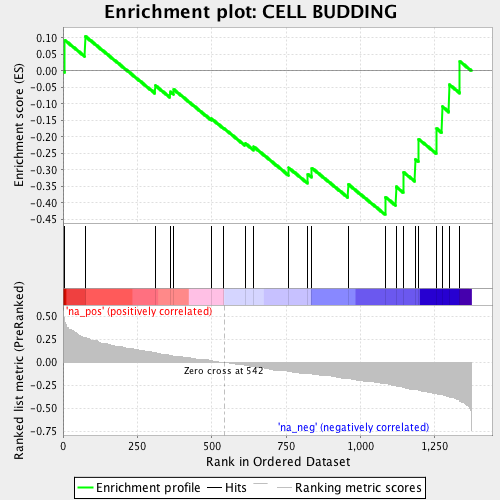 Enrichment plot: CELL BUDDING
Enrichment score (ES)
0.10
0.05
0.00
-0.05
-0.10
-0.15
-0.20
-0.25
-0.30
-0.35
-0.40
-0.45
'na_pos' (positively correlated)
Ranked list metric (PreRanked)
0.50
0.25
0.00
-0.25
-0.50
-0.75
Zero cross at 542
'na_neg' (negatively correlated)
0 250 500 750 1,000 1,250
Rank in Ordered Dataset
Enrichment profile Hits Ranking metric scores